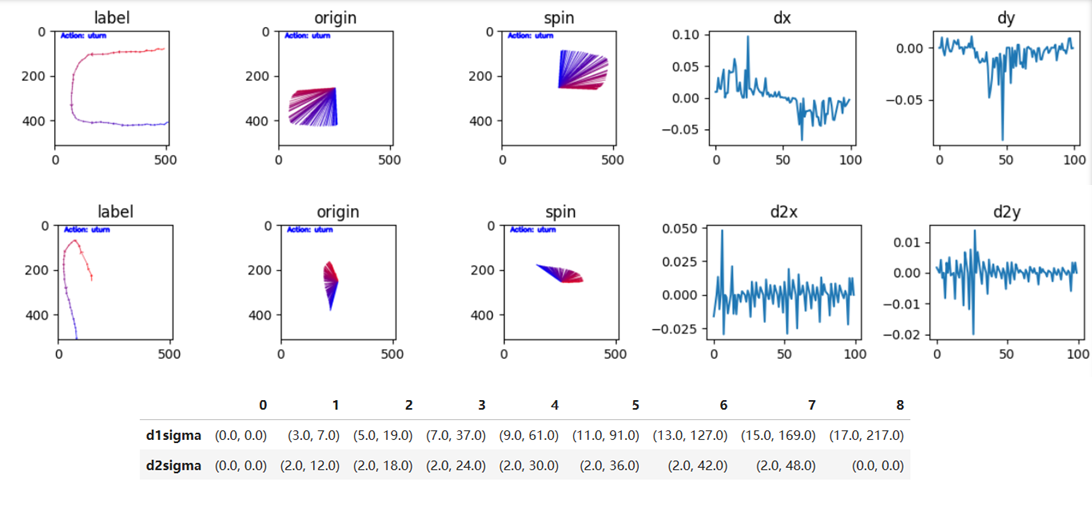 label origin spin dx dy
Action: uturn Action: uturn Action: uturn
0 200 400 0 500
0 200 400 0 500
0 200 400 0 500
0.10 0.05 0.00 −0.05 0 50 100
0.00 −0.05 0 50 100
label origin spin d2x d2y
Action: uturn Action: uturn Action: uturn
0 200 400 0 500
0 200 400 0 500
0 200 400 0 500
0.050 0.025 0.000 −0.025 0 50 100
0.01 0.00 −0.01 −0.02 0 50 100
0 1 2 3 4 5 6 7 8
d1sigma (0.0, 0.0) (3.0, 7.0) (5.0, 19.0) (7.0, 37.0) (9.0, 61.0) (11.0, 91.0) (13.0, 127.0) (15.0, 169.0) (17.0, 217.0)
d2sigma (0.0, 0.0) (2.0, 12.0) (2.0, 18.0) (2.0, 24.0) (2.0, 30.0) (2.0, 36.0) (2.0, 42.0) (2.0, 48.0) (0.0, 0.0)